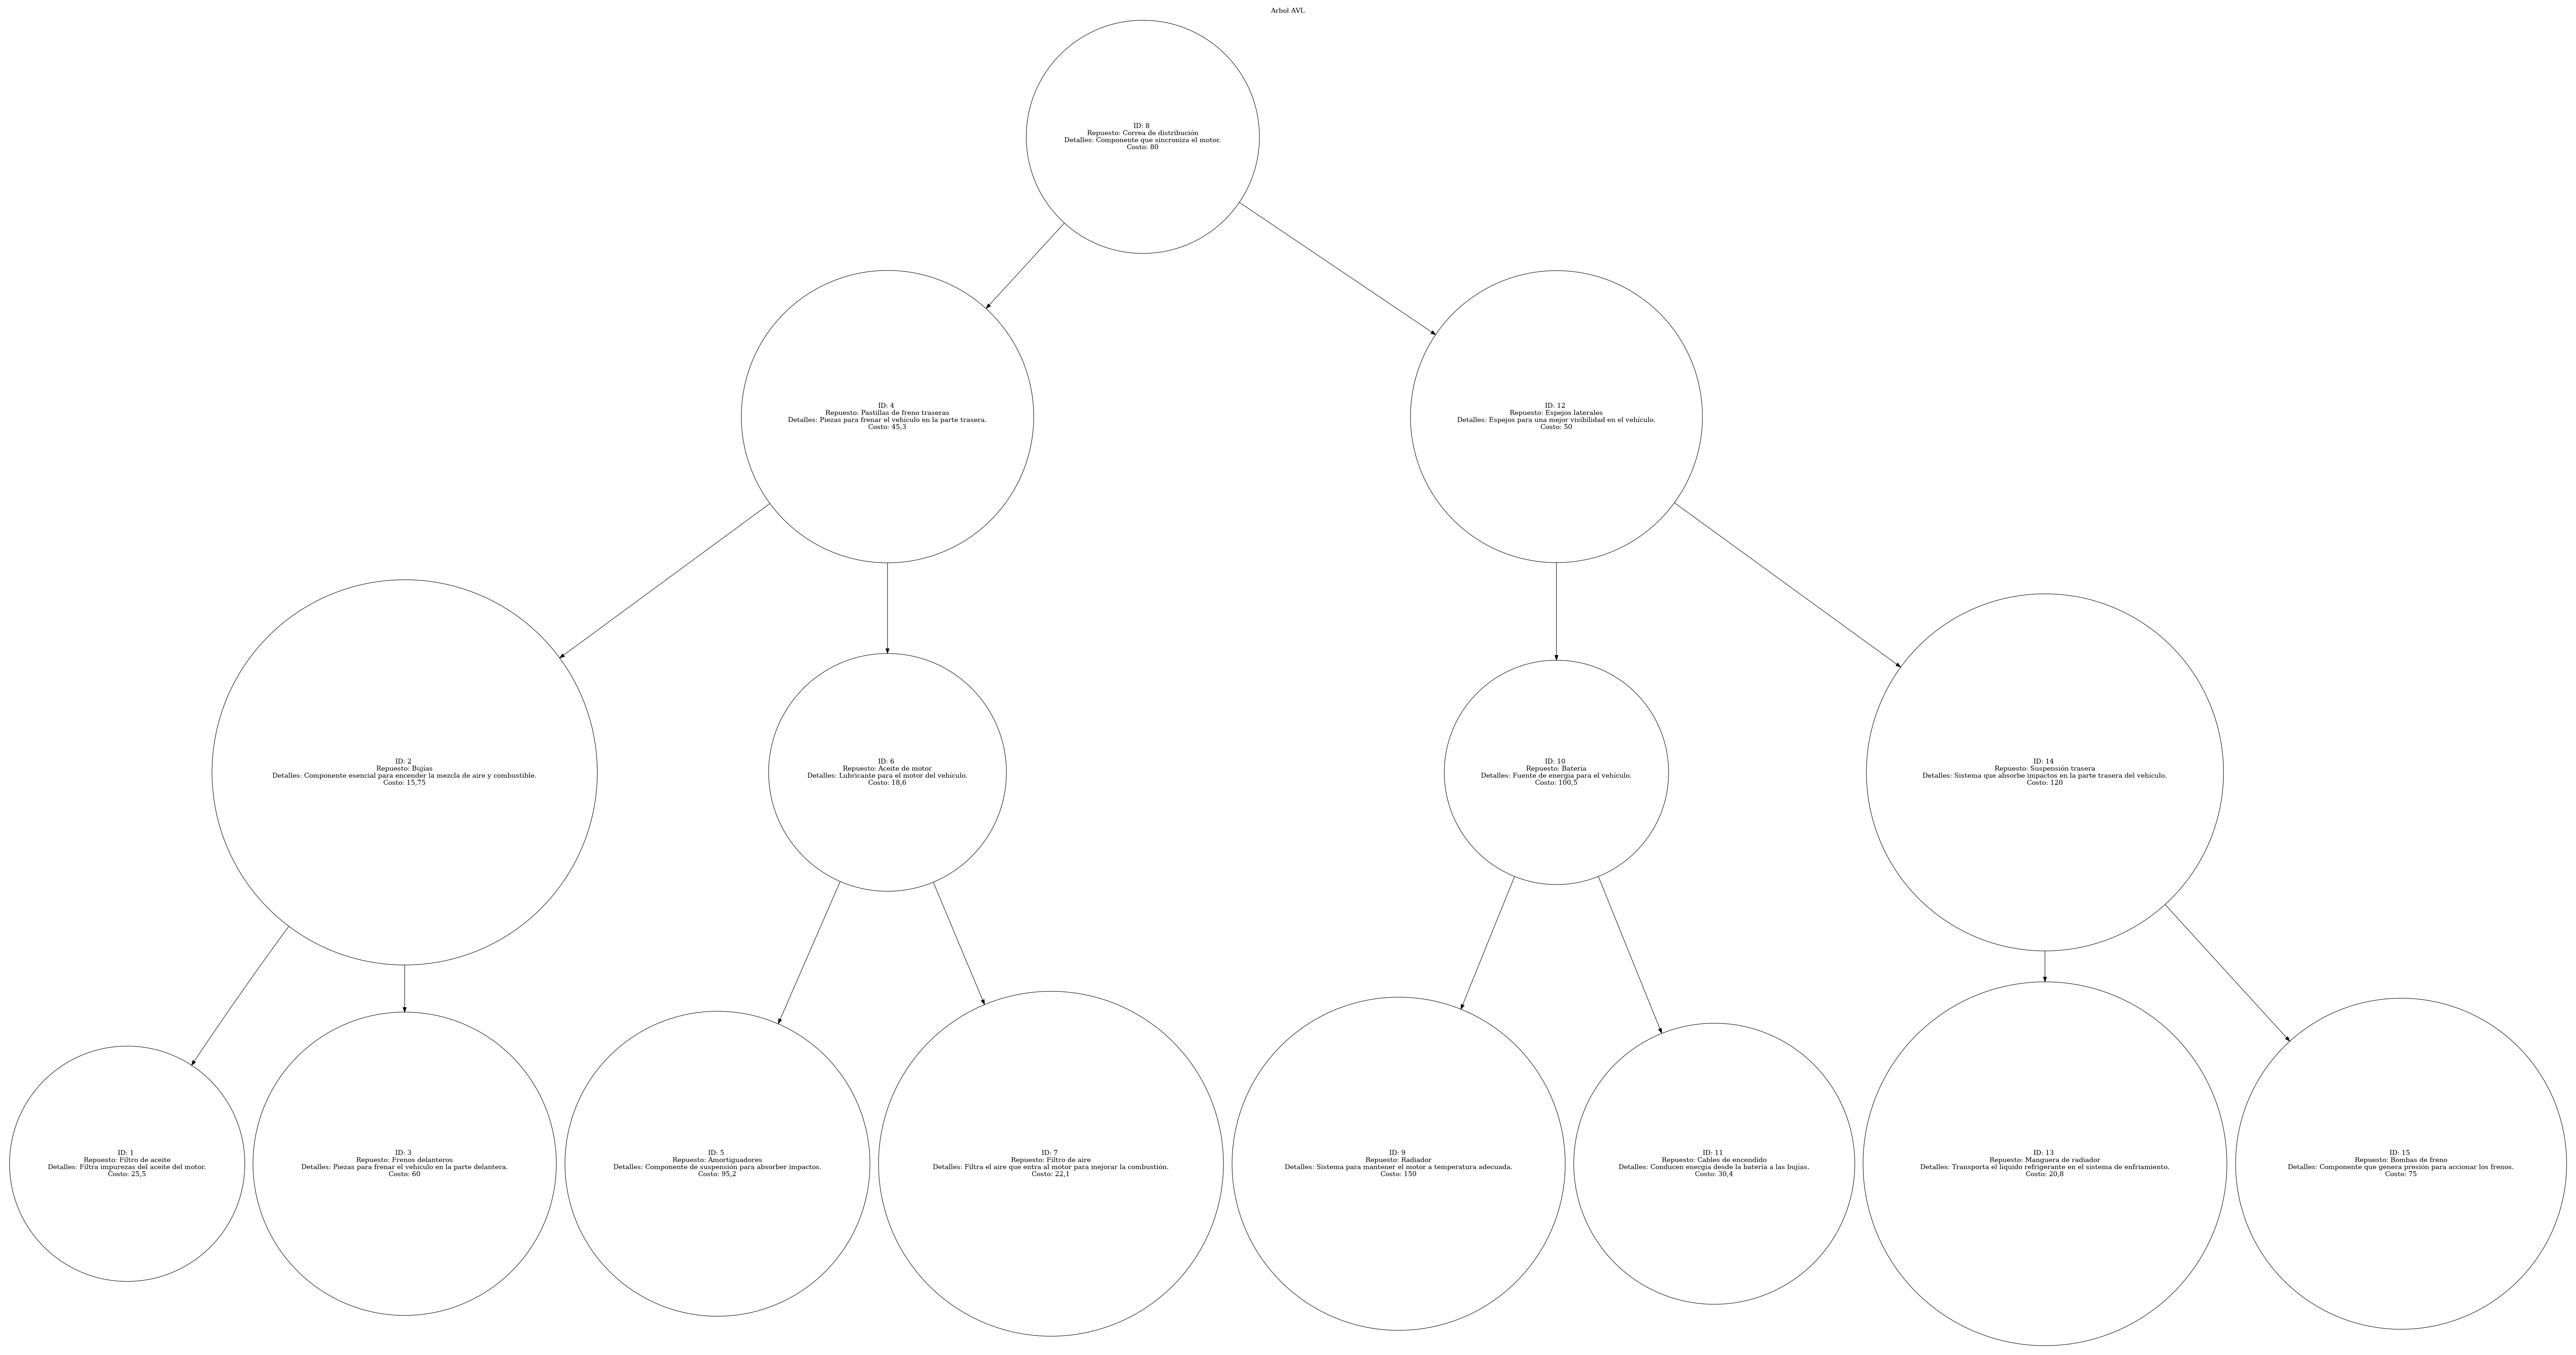 Arbol AVL
ID: 8
Repuesto: Correa de distribución
Detalles: Componente que sincroniza el motor.
Costo: 80
ID: 4
Repuesto: Pastillas de freno traseras
Detalles: Piezas para frenar el vehículo en la parte trasera.
Costo: 45,3
ID: 12
Repuesto: Espejos laterales
Detalles: Espejos para una mejor visibilidad en el vehículo.
Costo: 50
ID: 2
Repuesto: Bujías
Detalles: Componente esencial para encender la mezcla de aire y combustible.
Costo: 15,75
ID: 6
Repuesto: Aceite de motor
Detalles: Lubricante para el motor del vehículo.
Costo: 18,6
ID: 10
Repuesto: Batería
Detalles: Fuente de energía para el vehículo.
Costo: 100,5
ID: 14
Repuesto: Suspensión trasera
Detalles: Sistema que absorbe impactos en la parte trasera del vehículo.
Costo: 120
ID: 1
Repuesto: Filtro de aceite
Detalles: Filtra impurezas del aceite del motor.
Costo: 25,5
ID: 3
Repuesto: Frenos delanteros
Detalles: Piezas para frenar el vehículo en la parte delantera.
Costo: 60
ID: 5
Repuesto: Amortiguadores
Detalles: Componente de suspensión para absorber impactos.
Costo: 95,2
ID: 7
Repuesto: Filtro de aire
Detalles: Filtra el aire que entra al motor para mejorar la combustión.
Costo: 22,1
ID: 9
Repuesto: Radiador
Detalles: Sistema para mantener el motor a temperatura adecuada.
Costo: 150
ID: 11
Repuesto: Cables de encendido
Detalles: Conducen energía desde la batería a las bujías.
Costo: 30,4
ID: 13
Repuesto: Manguera de radiador
Detalles: Transporta el líquido refrigerante en el sistema de enfriamiento.
Costo: 20,8
ID: 15
Repuesto: Bombas de freno
Detalles: Componente que genera presión para accionar los frenos.
Costo: 75